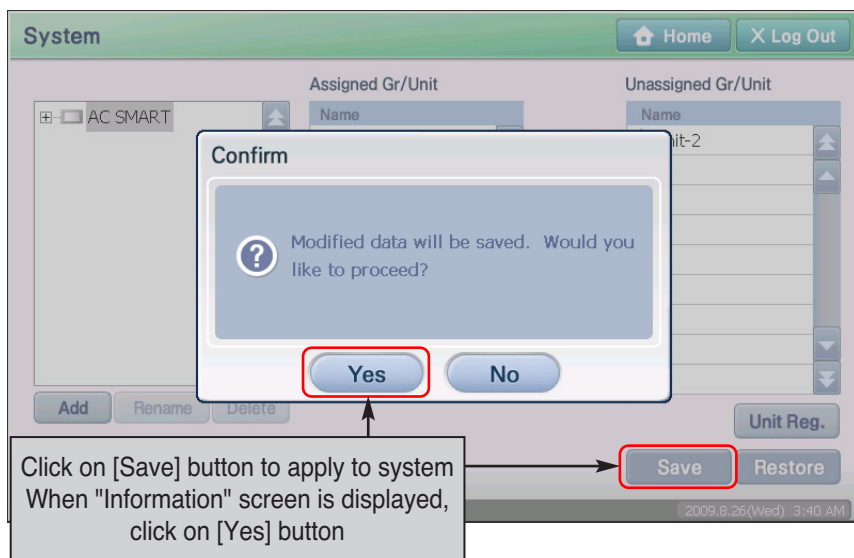 System
Home
X Log Out
Assigned Gr/Unit
Unassigned Gr/Unit
AC SMART
Name
Name
Confirm
Modified data will be saved. Would you
like to proceed?
Yes
No
Add
Rename
Delete
Unit Reg.
Click on [Save] button to apply to system
When "Information" screen is displayed,
click on [Yes] button
Save
Restore
2009.8.26(Wed) 3:40 AM